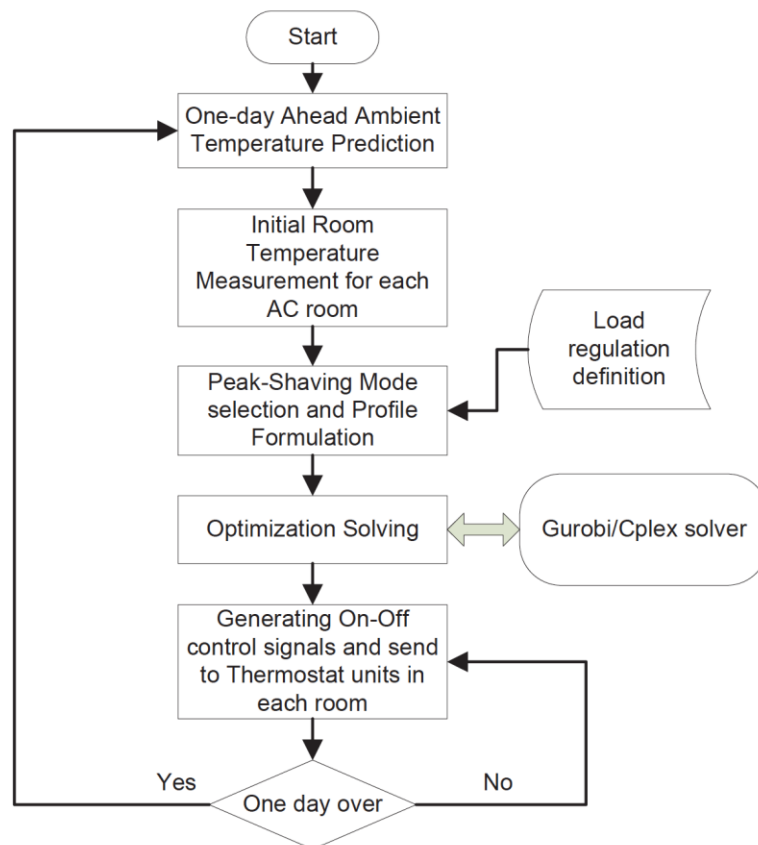 Start
One-day Ahead Ambient
Temperature Prediction
Initial Room
Temperature
Measurement for each
AC room
Load
regulation
definition
Peak-Shaving Mode
selection and Profile
Formulation
Optimization Solving
Gurobi/Cplex solver
Generating On-Off
control signals and send
to Thermostat units in
each room
Yes
No
One day over